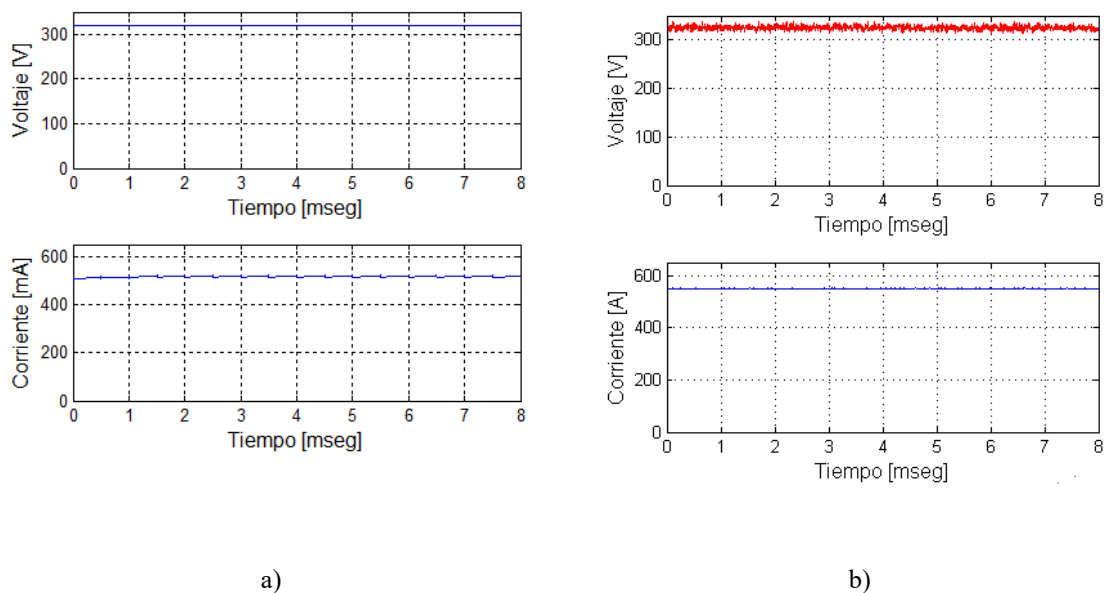 Voltaje [V]
300
200
100
0
0 1 2 3 4 5 6 7 8
Tiempo [mseg]
Corriente [mA]
600
400
200
0
0 1 2 3 4 5 6 7 8
Tiempo [mseg]
a)
Voltaje [V]
300
200
100
0
0 1 2 3 4 5 6 7 8
Tiempo [mseg]
Corriente [A]
600
400
200
0
0 1 2 3 4 5 6 7 8
Tiempo [mseg]
b)